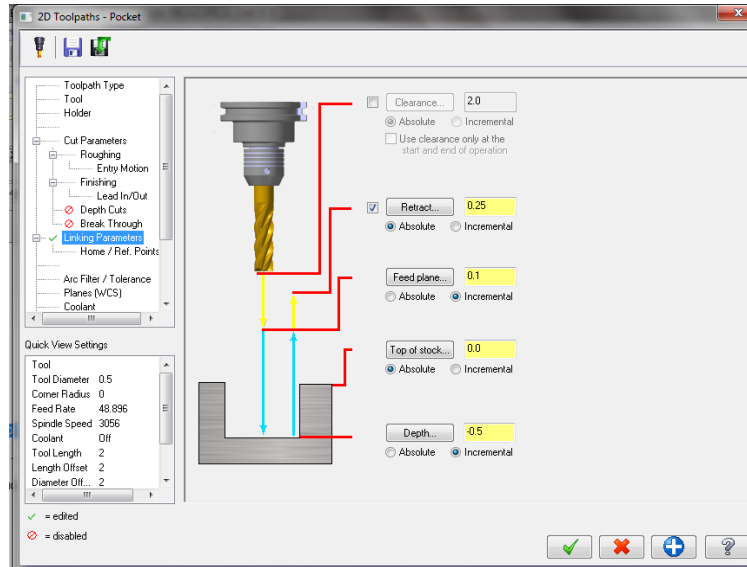 2D Toolpaths - Pocket
Toolpath Type
Tool
Holder
Cut Parameters
Roughing
Entry Motion
Finishing
Lead In/Out
Depth Cuts
Break Through
Linking Parameters
Home / Ref. Points
Arc Filter / Tolerance
Planes (WCS)
Coolant
Quick View Settings
Tool
Tool Diameter 0.5
Corner Radius 0
Feed Rate 48.896
Spindle Speed 3056
Coolant Off
Tool Length 2
Length Offset 2
Diameter Off... 2
= edited
= disabled
Clearance... 2.0
Absolute Incremental
Use clearance only at the
start and end of operation
Retract... 0.25
Absolute Incremental
Feed plane... 0.1
Absolute Incremental
Top of stock... 0.0
Absolute Incremental
Depth... -0.5
Absolute Incremental